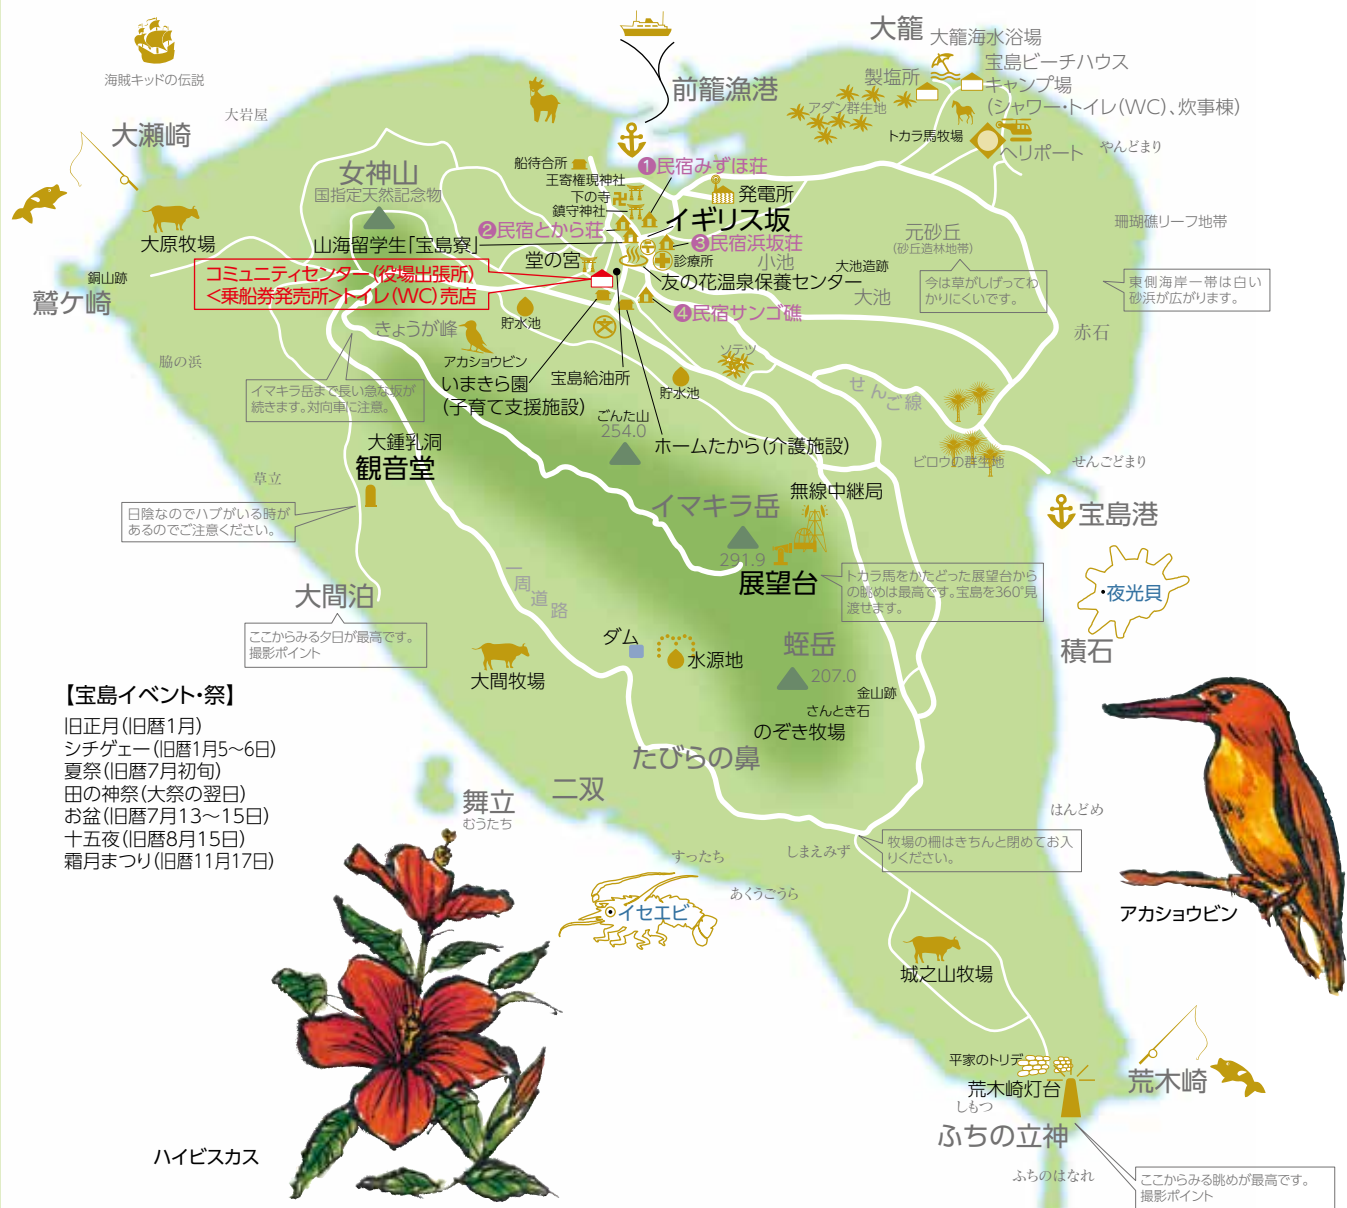 海賊キッドの伝説
大瀬崎
大岩屋
前籠漁港
大籠
大籠海水浴場
宝島ビーチハウス
キャンプ場
(シャワー・トイレ(WC)、炊事棟)
製塩所
アダン群生地
トカラ馬牧場
ヘリポート
やんどまり
女神山
国指定天然記念物
船待合所
王寄権現神社
下の寺
鎮守神社
❶民宿みずほ荘
発電所
イギリス坂
❷民宿とから荘
❸民宿浜坂荘
山海留学生「宝島寮」
大原牧場
珊瑚礁リーフ地帯
元砂丘
(砂丘造林地帯)
堂の宮
診療所
小池
大池造跡
友の花温泉保養センター
大池
コミュニティセンター(役場出張所)
<乗船券発売所>トイレ(WC)売店
銅山跡
鷲ケ崎
今は草がしげってわ
かりにくいです。
東側海岸一帯は白い
砂浜が広がります。
❹民宿サンゴ礁
きょうが峰
貯水池
赤石
アカショウビン
ソテツ
脇の浜
いまきら園
(子育て支援施設)
宝島給油所
貯水池
せんご線
イマキラ岳まで長い急な坂が
続きます。対向車に注意。
ごんた山
254.0
ホームたから(介護施設)
大鍾乳洞
観音堂
ビロウの群生地
せんごどまり
草立
無線中継局
イマキラ岳
291.9
宝島港
日陰なのでハブがいる時が
あるのでご注意ください。
展望台
トカラ馬をかたどった展望台から
の眺めは最高です。宝島を360°見
渡せます。
夜光貝
一周道路
大間泊
ここからみる夕日が最高です。
撮影ポイント
ダム
水源地
蛭岳
207.0
積石
大間牧場
金山跡
さんとき石
のぞき牧場
【宝島イベント・祭】
旧正月(旧暦1月)
シチゲェー(旧暦1月5〜6日)
夏祭(旧暦7月初旬)
田の神祭(大祭の翌日)
お盆(旧暦7月13〜15日)
十五夜(旧暦8月15日)
霜月まつり(旧暦11月17日)
たびらの鼻
二双
舞立
むうたち
はんどめ
すったち
しまえみず
牧場の柵はきちんと閉めてお入
りください。
あくうごうら
イセエビ
アカショウビン
城之山牧場
平家のトリデ
荒木崎灯台
荒木崎
しもつ
ふちの立神
ふちのはなれ
ここからみる眺めが最高です。
撮影ポイント
ハイビスカス